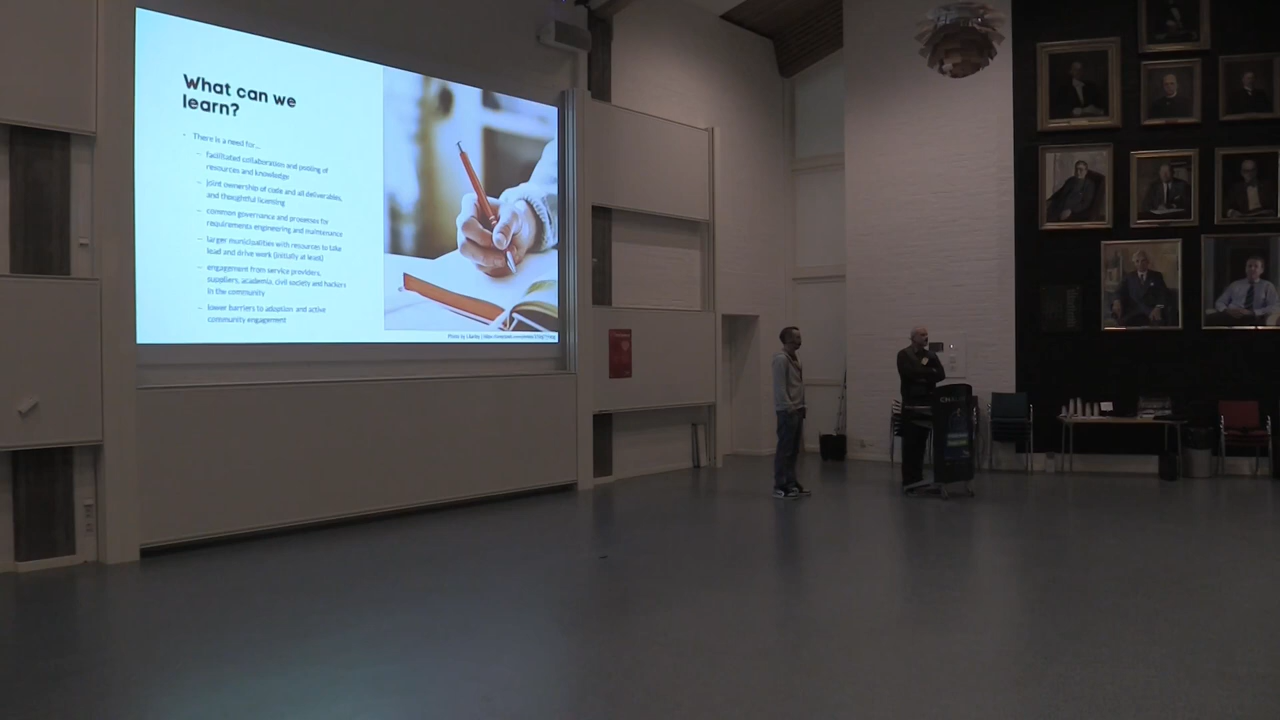 What can we
learn?
There is a need for...
facilitated collaboration and pooling of
resources and knowledge
joint ownership of code and all deliverables,
and thoughtful licensing
common governance and processes for
requirements engineering and maintenance
larger municipalities with resources to take
lead and drive work (initially at least)
engagement from service providers,
suppliers, academia, civil society and hackers
in the community
lower barriers to adoption and active
community engagement
Photo by